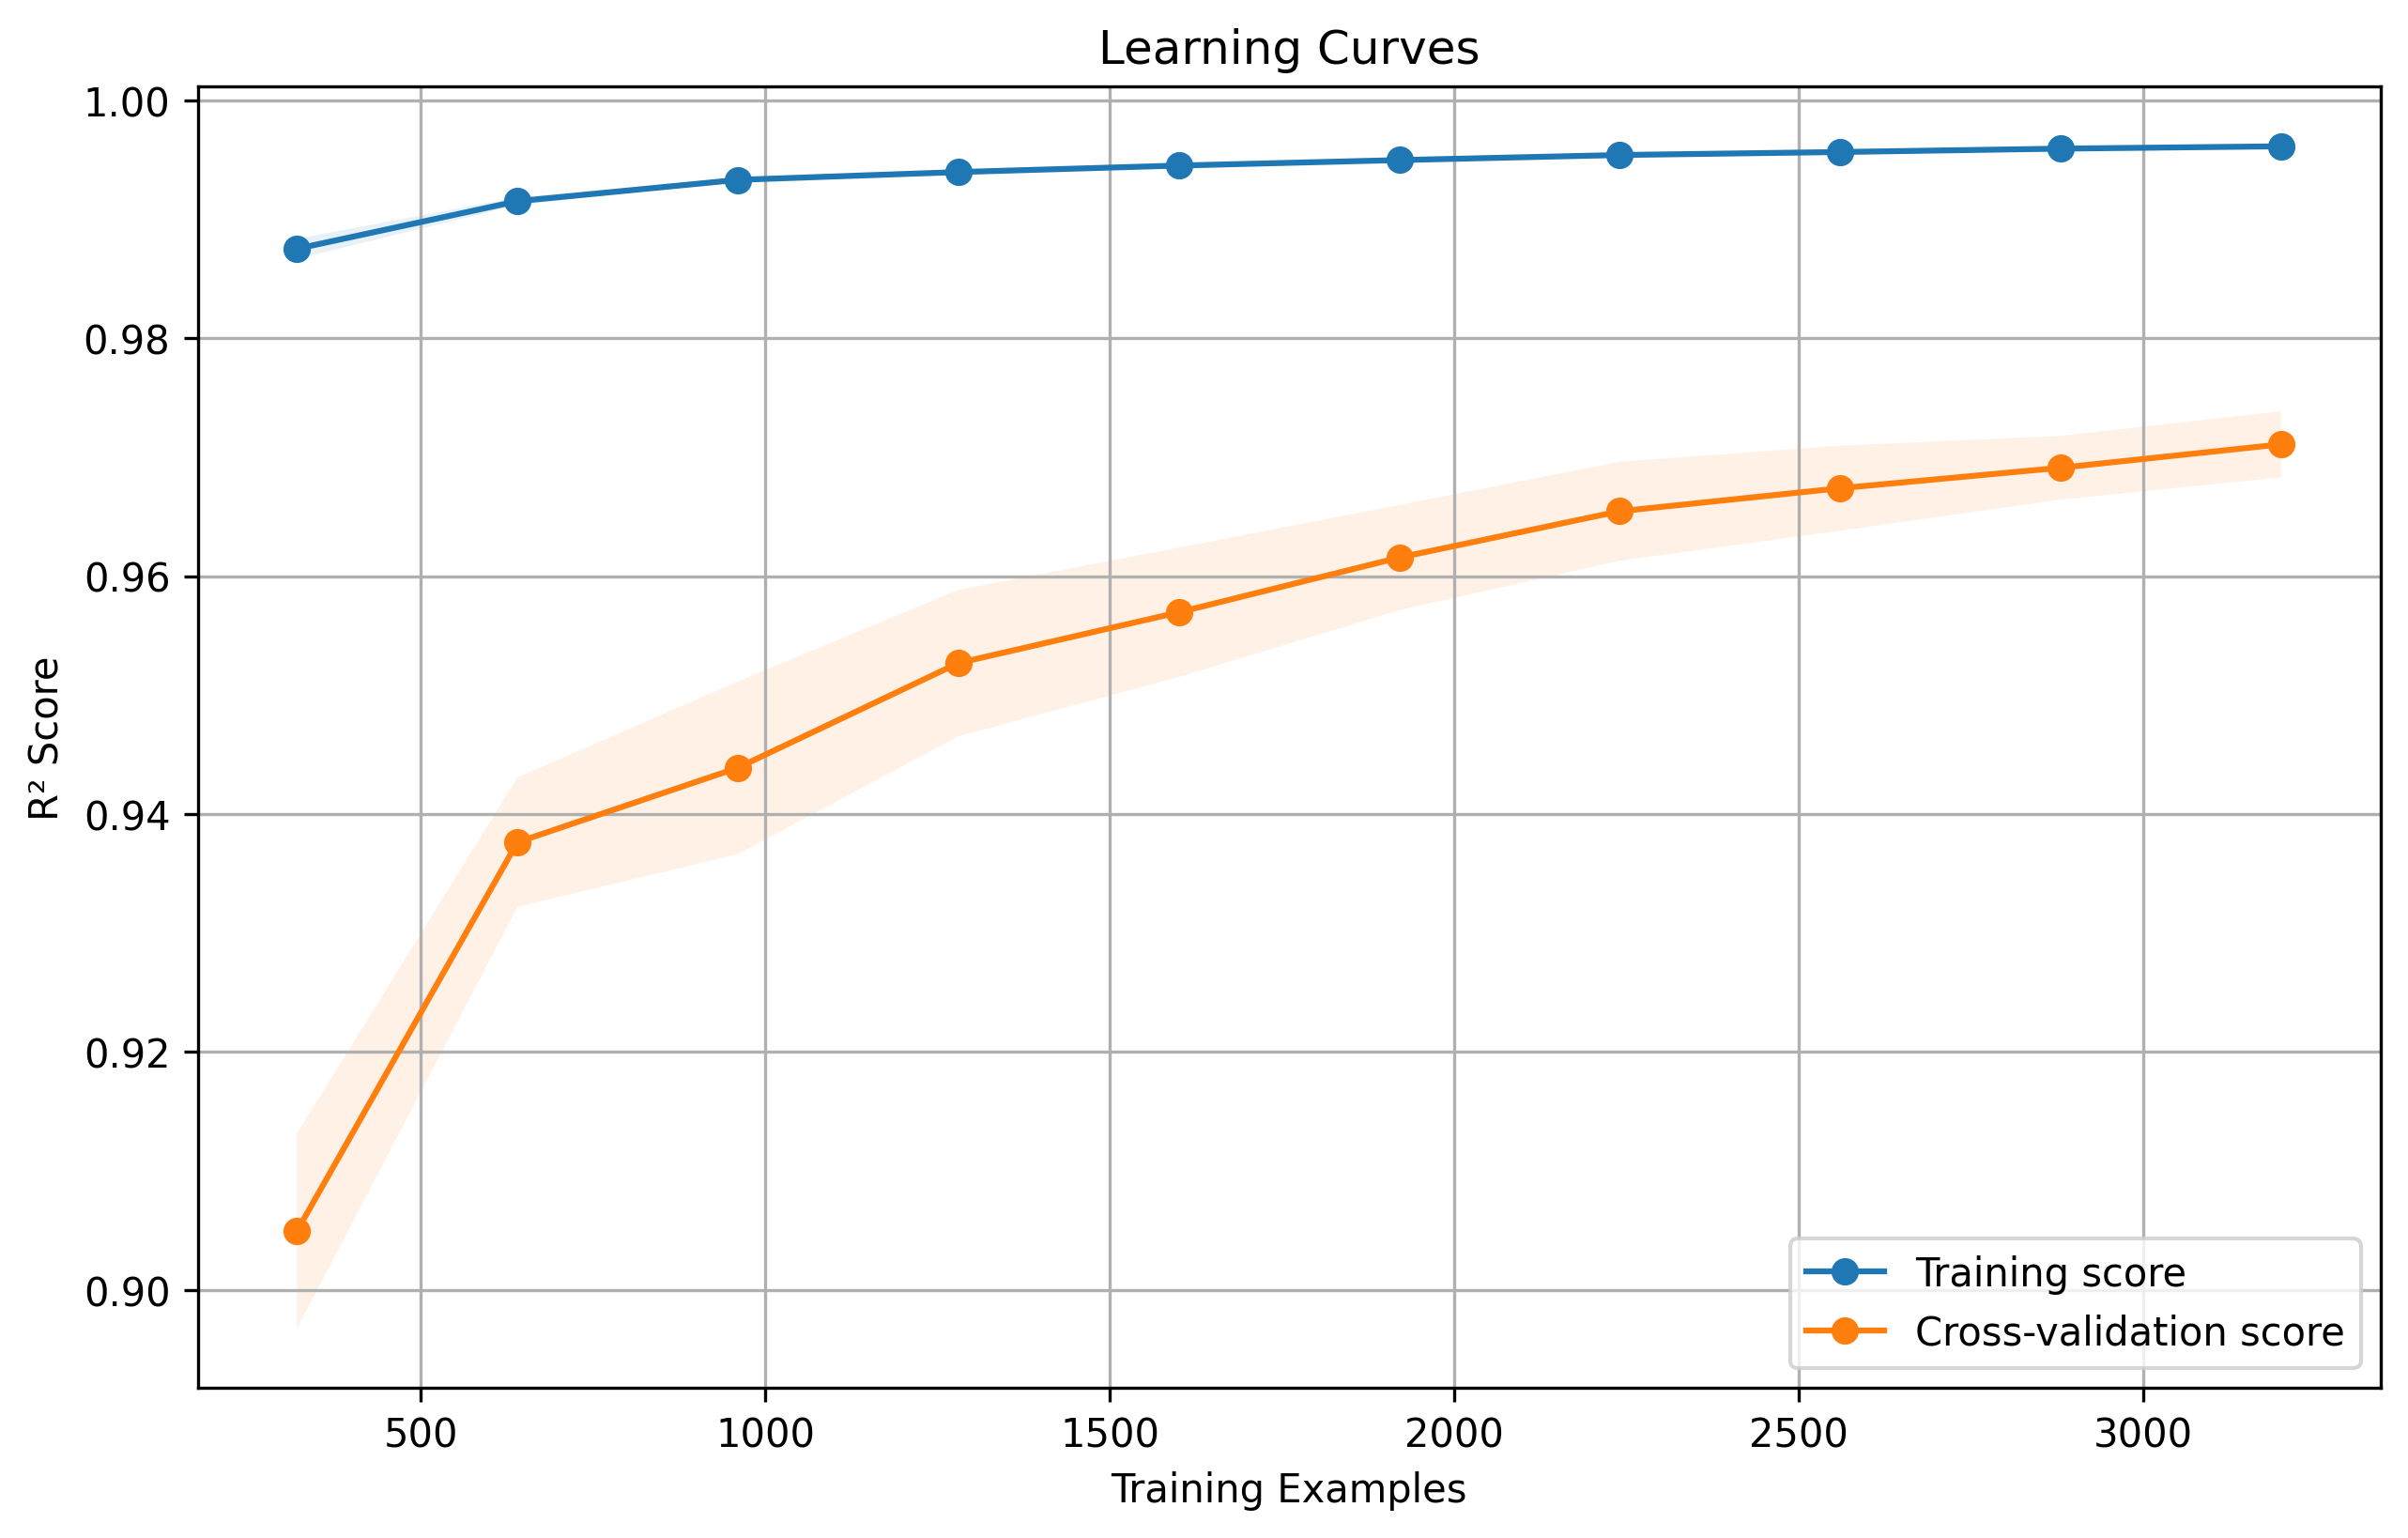 Learning Curves
1.00
0.98
0.96
0.94
0.92
0.90
R² Score
500 1000 1500 2000 2500 3000
Training Examples
Training score
Cross-validation score